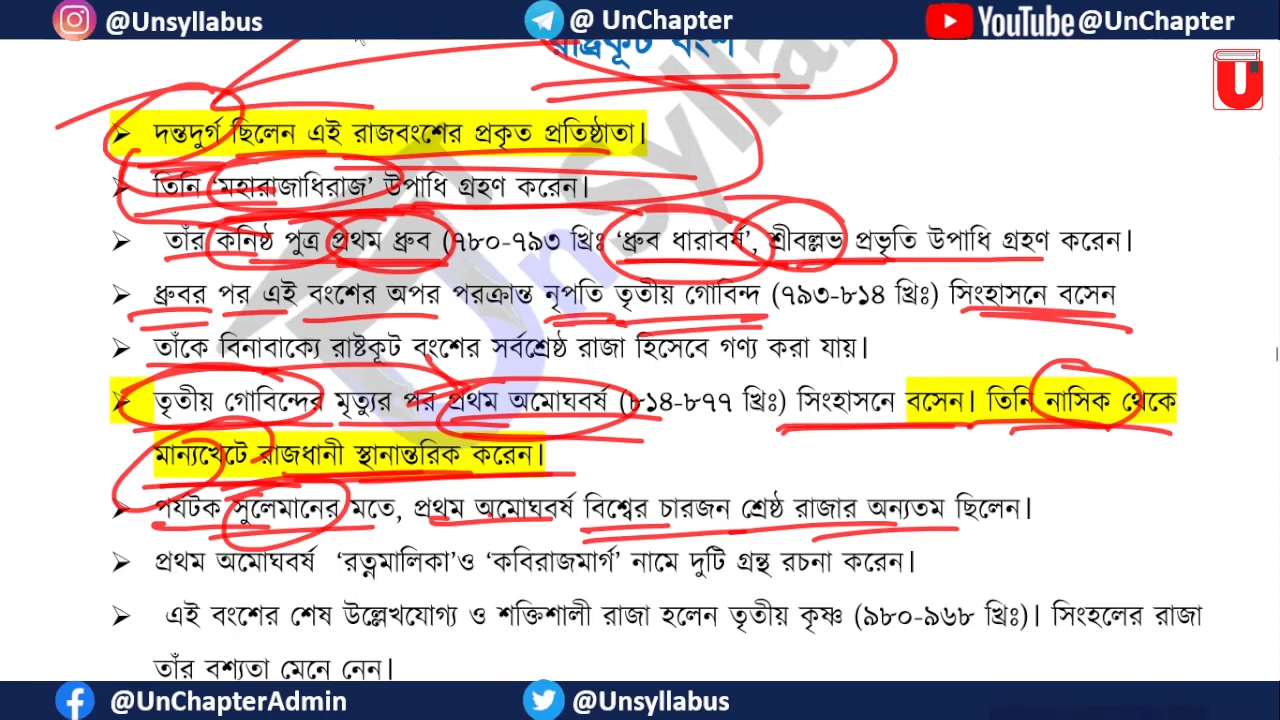 @Unsyllabus @ UnChapter YouTube @UnChapter
রাষ্ট্রকূট বংশ
U
➤ দন্তদুর্গ ছিলেন এই রাজবংশের প্রকৃত প্রতিষ্ঠাতা।
➤ তিনি ‘মহারাজাধিরাজ’ উপাধি গ্রহণ করেন।
➤ তাঁর কনিষ্ঠ পুত্র প্রথম ধ্রুব (৭৮০-৭৯৩ খ্রিঃ ‘ধ্রুব ধারাবর্ষ’, শ্রীবল্লভ প্রভৃতি উপাধি গ্রহণ করেন।
➤ ধ্রুবর পর এই বংশের অপর পরক্রান্ত নৃপতি তৃতীয় গোবিন্দ (৭৯৩-৮১৪ খ্রিঃ) সিংহাসনে বসেন
➤ তাঁকে বিনাবাক্যে রাষ্টকূট বংশের সর্বশ্রেষ্ঠ রাজা হিসেবে গণ্য করা যায়।
➤ তৃতীয় গোবিন্দের মৃত্যুর পর প্রথম অমোঘবর্ষ (৮১৪-৮৭৭ খ্রিঃ) সিংহাসনে বসেন। তিনি নাসিক থেকে
মান্যখেটে রাজধানী স্থানান্তরিক করেন।
➤ পর্যটক সুলেমানের মতে, প্রথম অমোঘবর্ষ বিশ্বের চারজন শ্রেষ্ঠ রাজার অন্যতম ছিলেন।
➤ প্রথম অমোঘবর্ষ ‘রত্নমালিকা’ও ‘কবিরাজমার্গ’ নামে দুটি গ্রন্থ রচনা করেন।
➤ এই বংশের শেষ উল্লেখযোগ্য ও শক্তিশালী রাজা হলেন তৃতীয় কৃষ্ণ (৯৮০-৯৬৮ খ্রিঃ)। সিংহলের রাজা
তাঁর বশ্যতা মেনে নেন।
@UnChapterAdmin @Unsyllabus